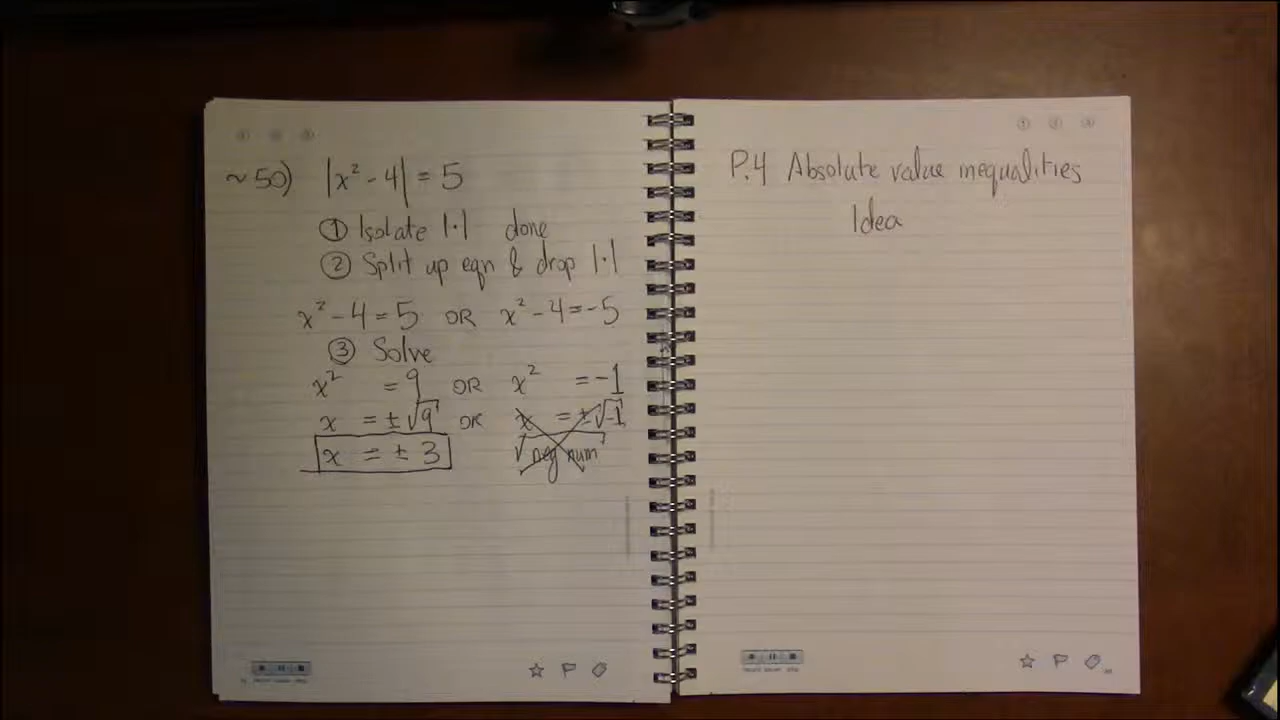 ~50) |x² - 4| = 5
① Isolate |·| done
② Split up eqn & drop |·|
x² - 4 = 5 OR x² - 4 = -5
③ Solve
x² = 9 OR x² = -1
x = ±√9 OR x = ±√-1
x = ± 3 √neg num
P.4 Absolute value inequalities
Idea